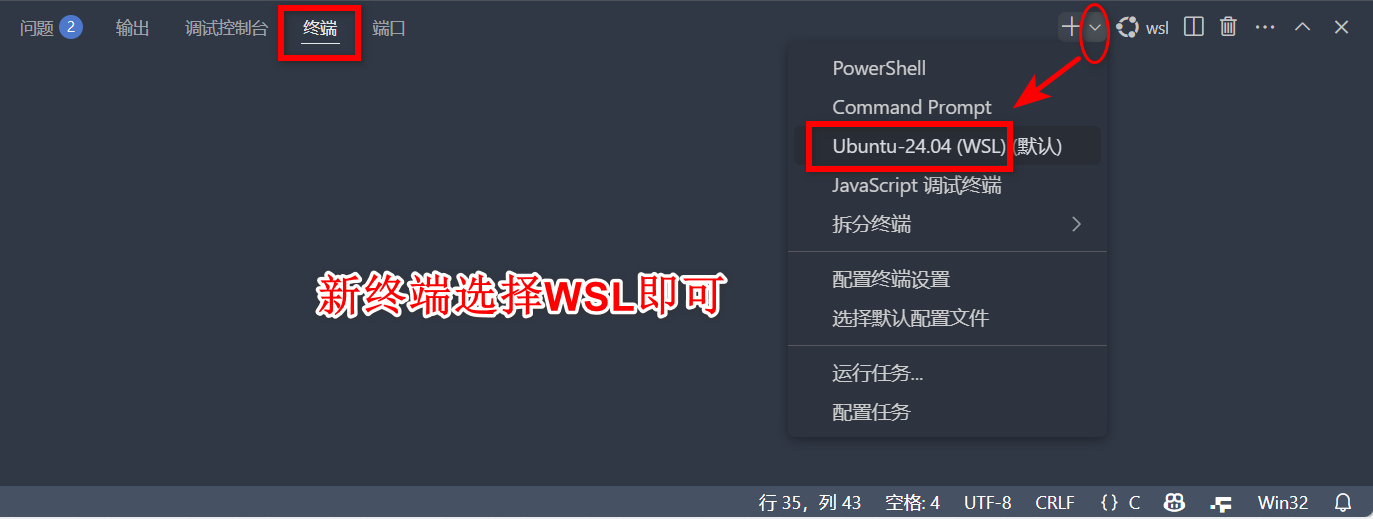 问题 2 输出 调试控制台 终端 端口 wsl
PowerShell
Command Prompt
Ubuntu-24.04 (WSL) (默认)
JavaScript 调试终端
拆分终端
配置终端设置
新终端选择WSL即可
选择默认配置文件
运行任务...
配置任务
行 35，列 43 空格: 4 UTF-8 CRLF {} C Win32